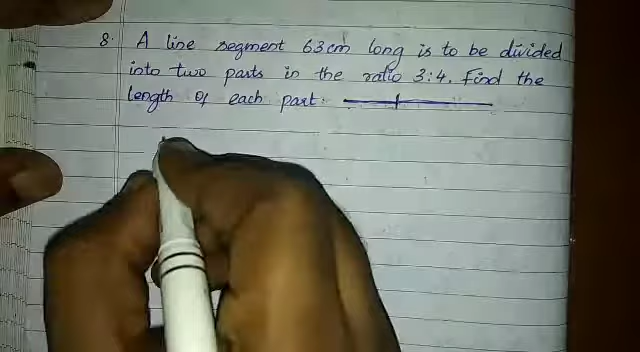 8. A line segment 63cm long is to be divided
into two parts in the ratio 3:4. Find the
length of each part.